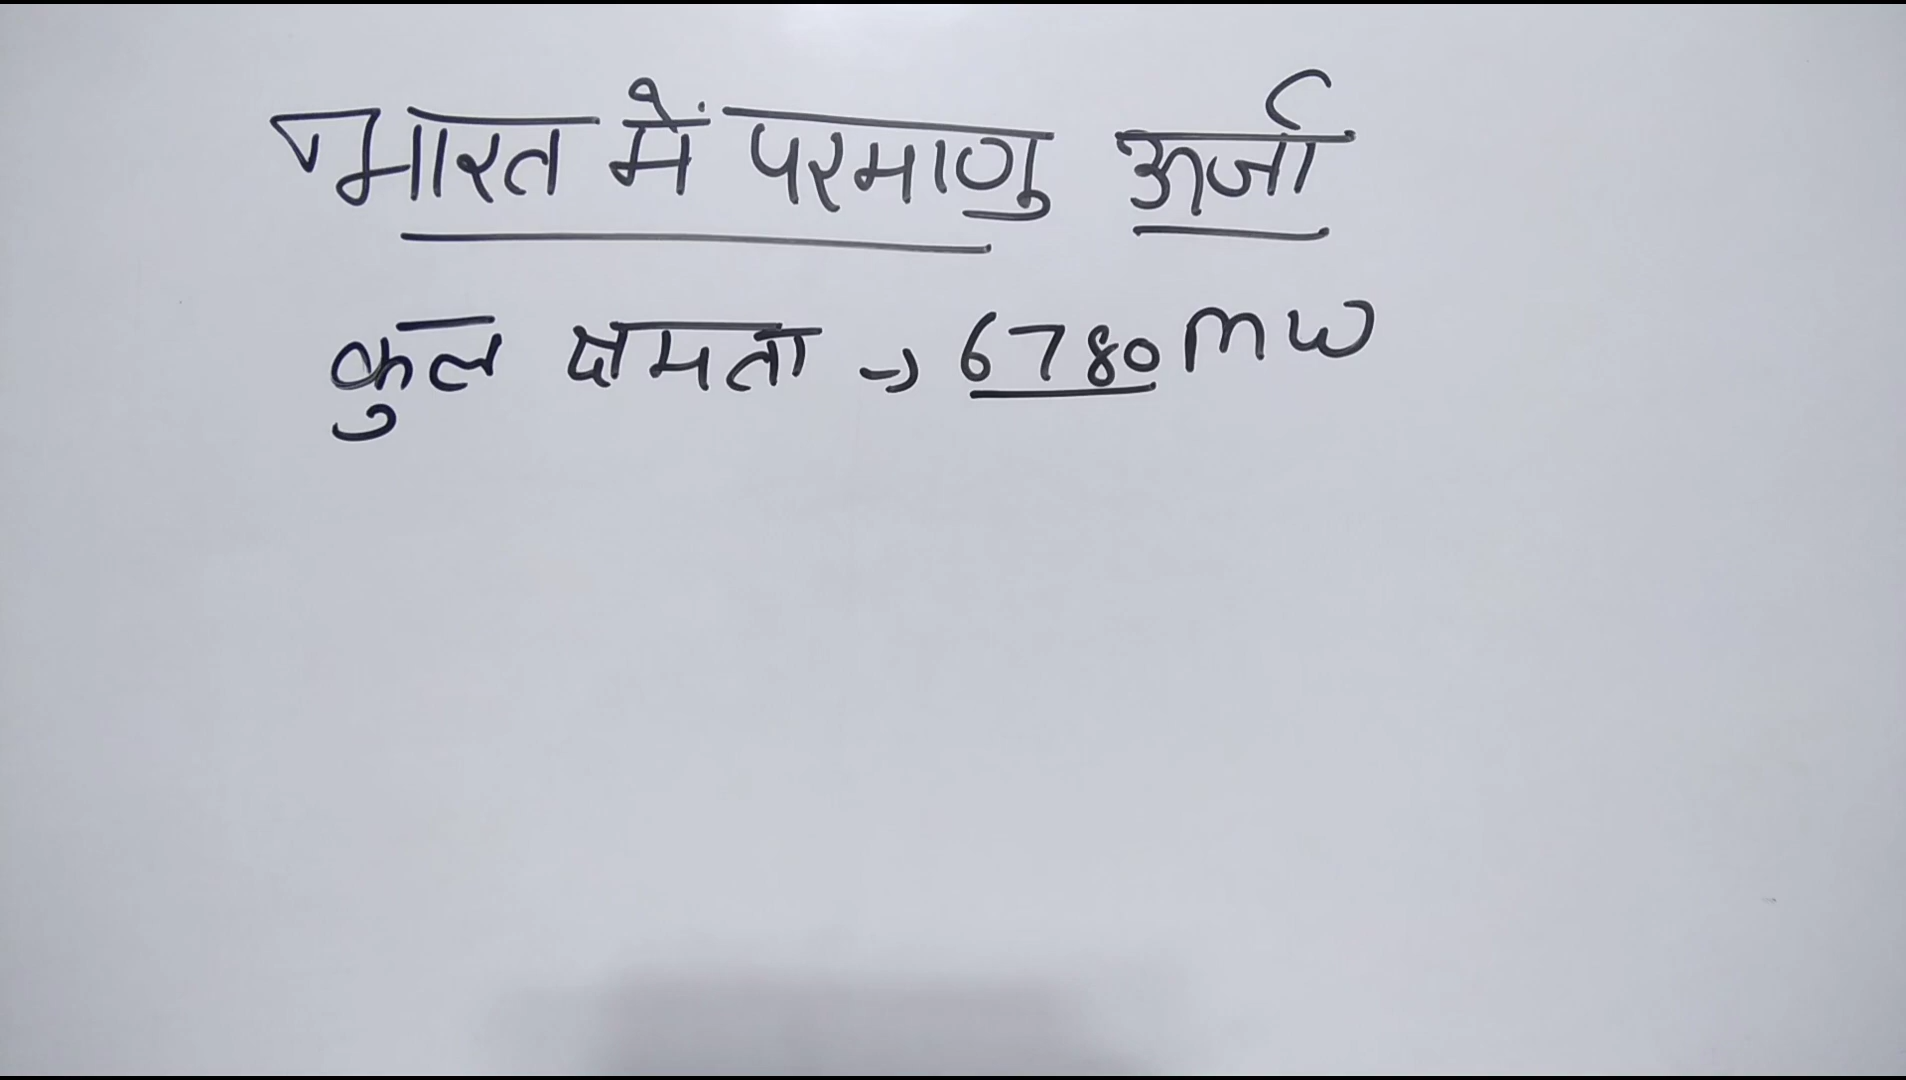 भारत में परमाणु ऊर्जा
कुल क्षमता → 6780 MW